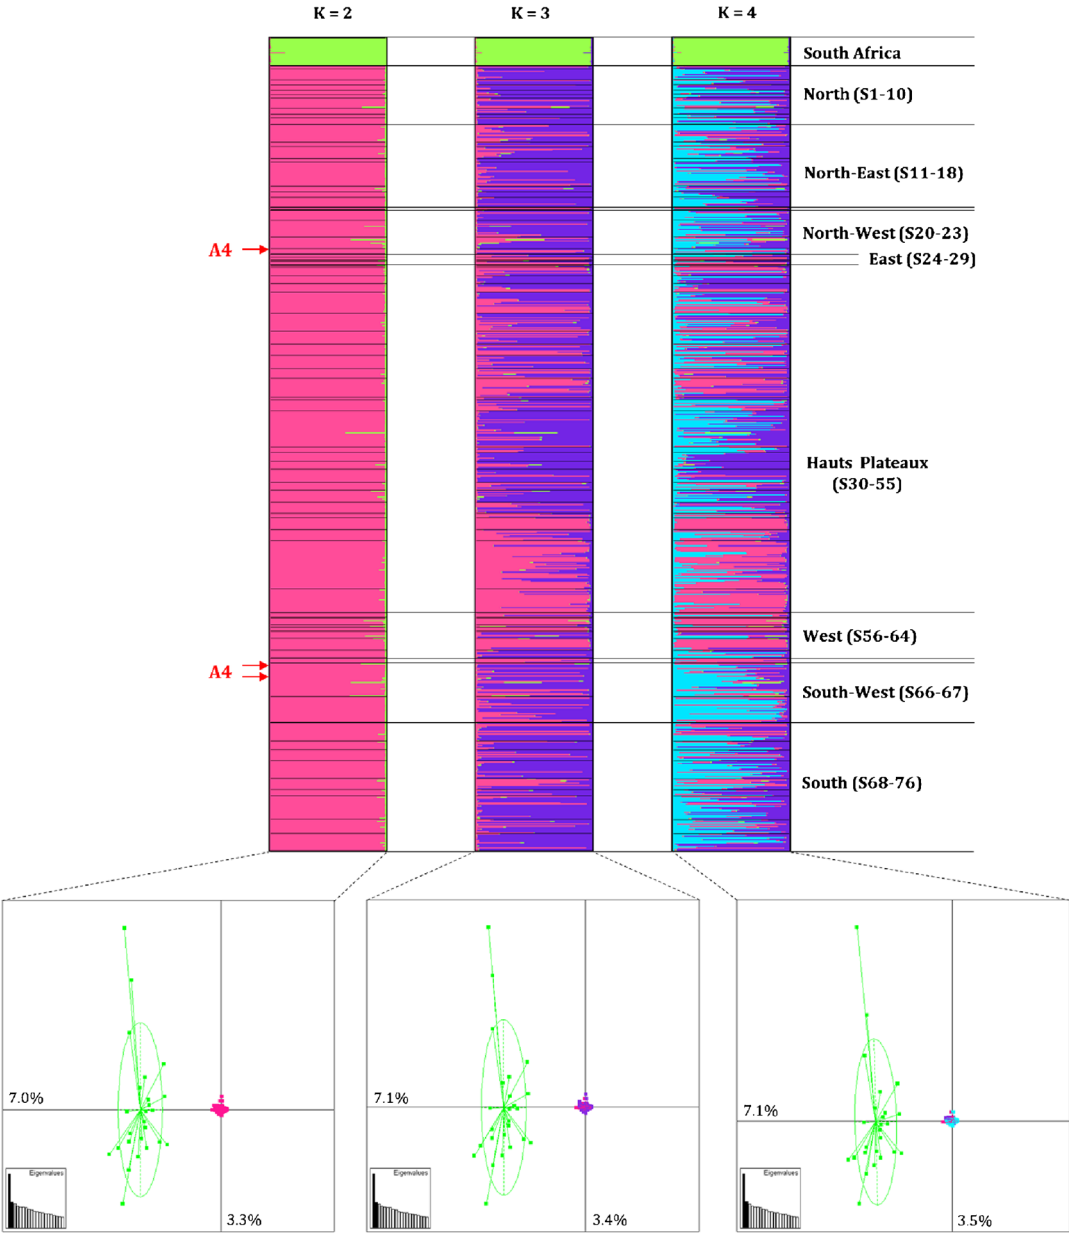 K = 2 K = 3 K = 4
South Africa
North (S1-10)
North-East (S11-18)
North-West (S20-23)
A4
East (S24-29)
Hauts Plateaux
(S30-55)
West (S56-64)
A4
South-West (S66-67)
South (S68-76)
7.0% 7.1% 7.1%
Eigenvalues Eigenvalues Eigenvalues
3.3% 3.4% 3.5%